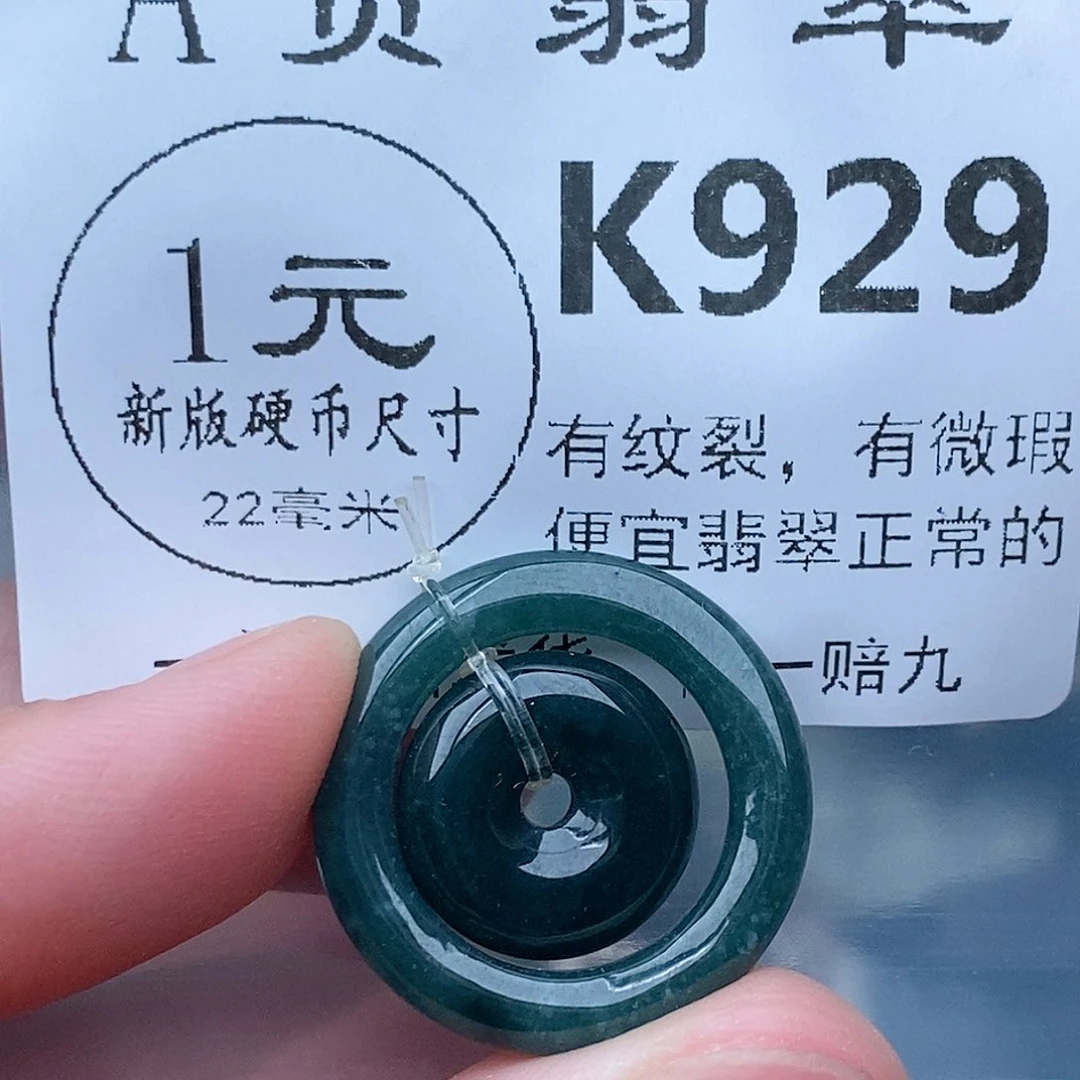 A货翡翠
K929
1元
新版硬币尺寸
22毫米
有纹裂，有微瑕
便宜翡翠正常的
一赔九